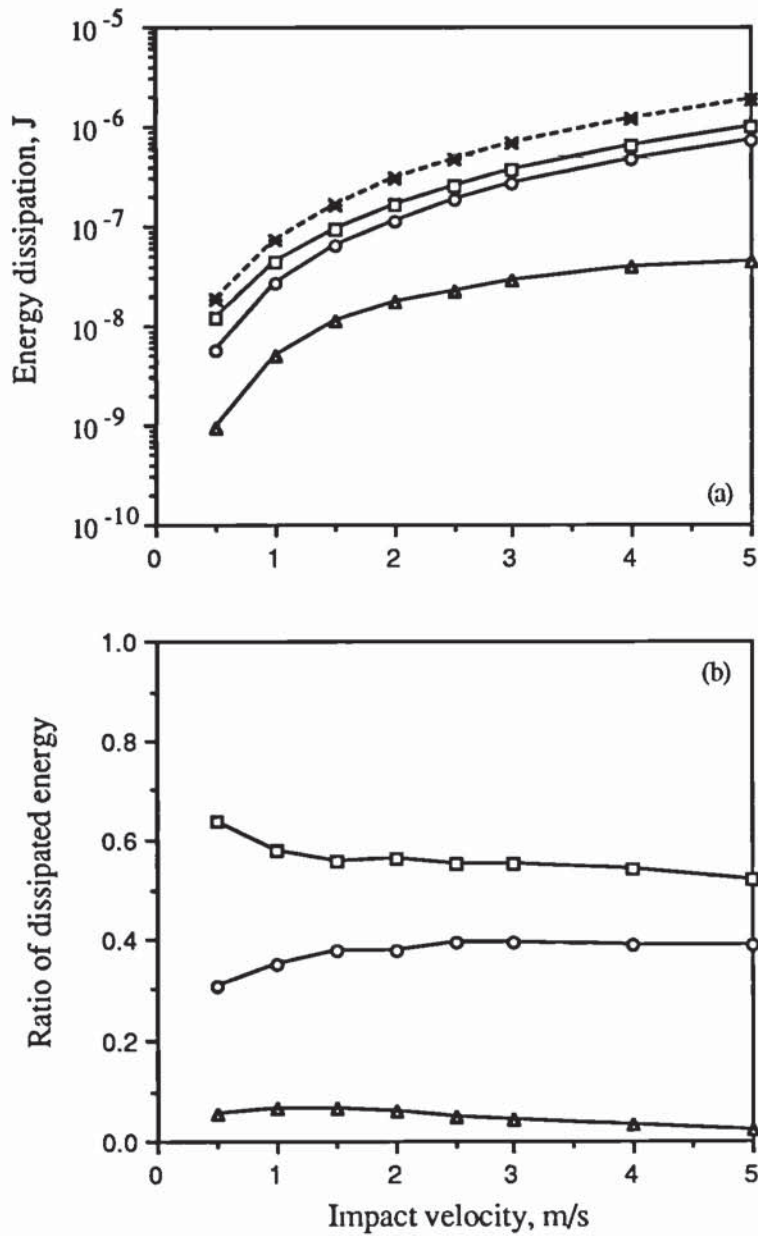 10-5
10-6
10-7
10-8
10-9
10-10
Energy dissipation, J
(a)
0 1 2 3 4 5
1.0
0.8
0.6
0.4
0.2
0.0
Ratio of dissipated energy
(b)
0 1 2 3 4 5
Impact velocity, m/s